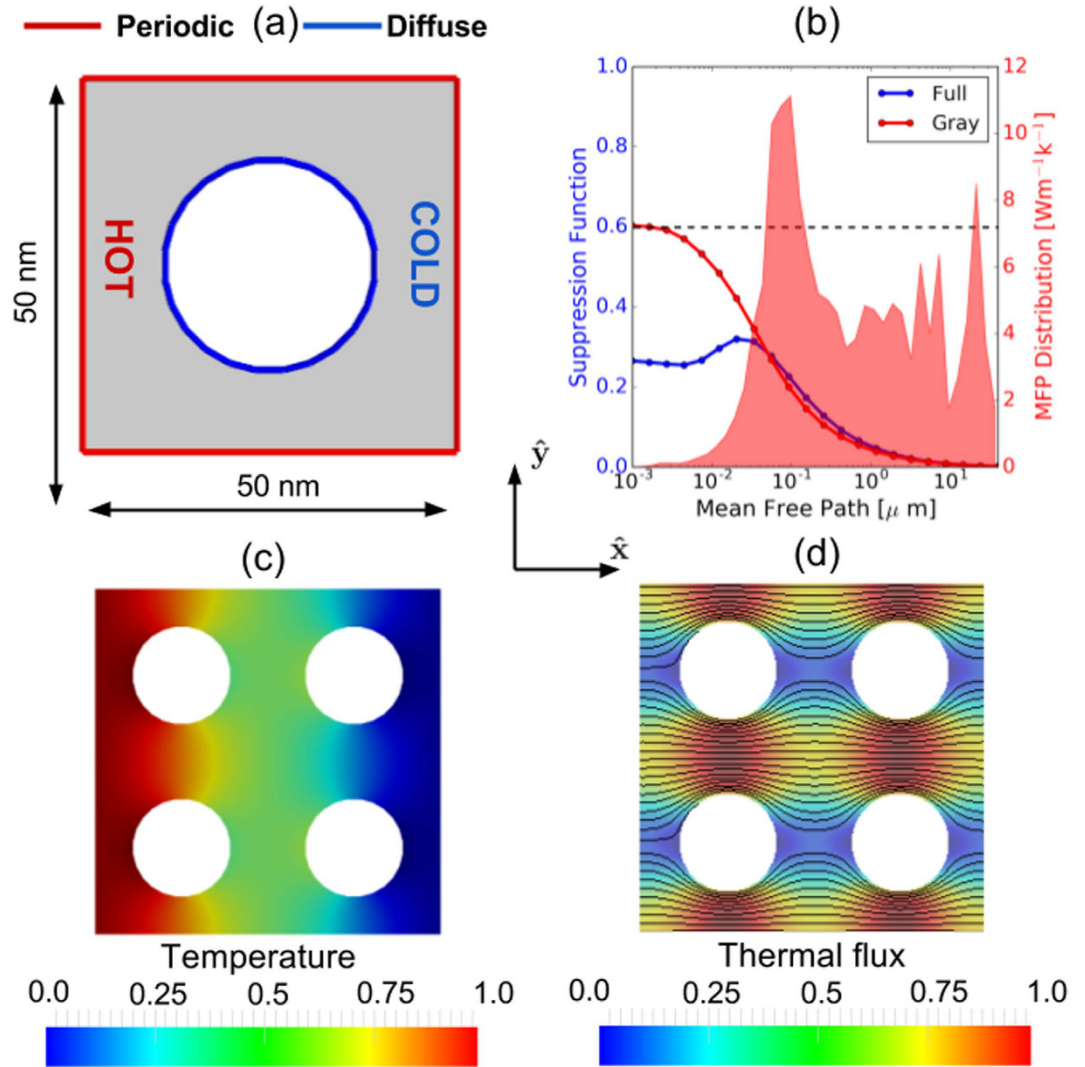 Periodic (a) Diffuse
HOT
COLD
50 nm
50 nm
(b)
Full
Gray
Suppression Function
1.0
0.8
0.6
0.4
0.2
0.0
MFP Distribution [Wm⁻¹k⁻¹]
12
10
8
6
4
2
0
10⁻³ 10⁻² 10⁻¹ 10⁰ 10¹
Mean Free Path [μ m]
ŷ
x̂
(c)
Temperature
0.0 0.25 0.5 0.75 1.0
(d)
Thermal flux
0.0 0.25 0.5 0.75 1.0